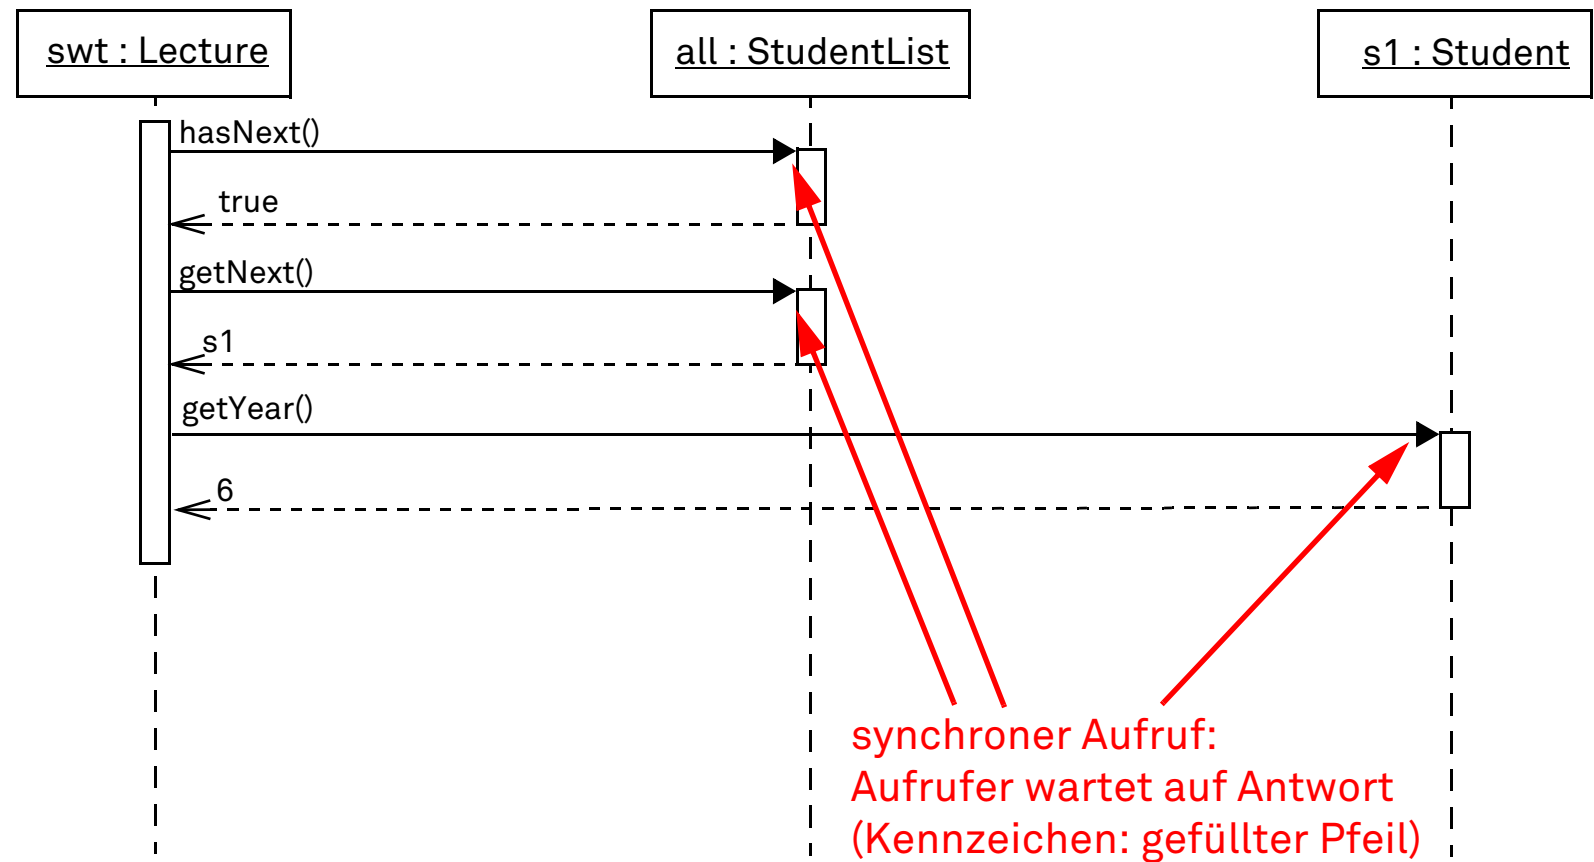 swt : Lecture
all : StudentList
s1 : Student
hasNext()
true
getNext()
s1
getYear()
6
synchroner Aufruf:
Aufrufer wartet auf Antwort
(Kennzeichen: gefüllter Pfeil)